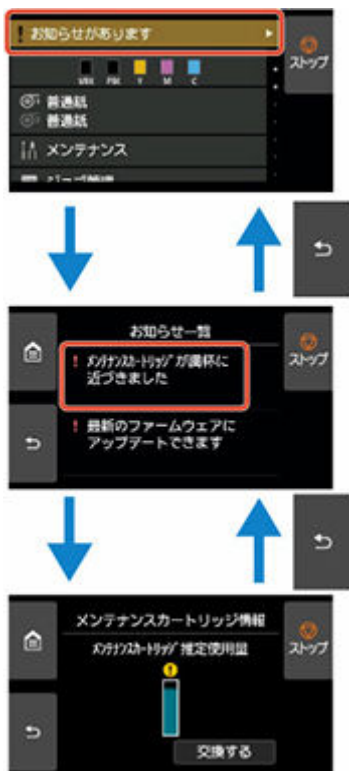 ! お知らせがあります
ストップ
MBK PBK Y M C
普通紙
普通紙
メンテナンス
ジョブ管理
お知らせ一覧
ストップ
! メンテナンスカートリッジが満杯に
近づきました
! 最新のファームウェアに
アップデートできます
メンテナンスカートリッジ情報
ストップ
メンテナンスカートリッジ 推定使用量
!
交換する